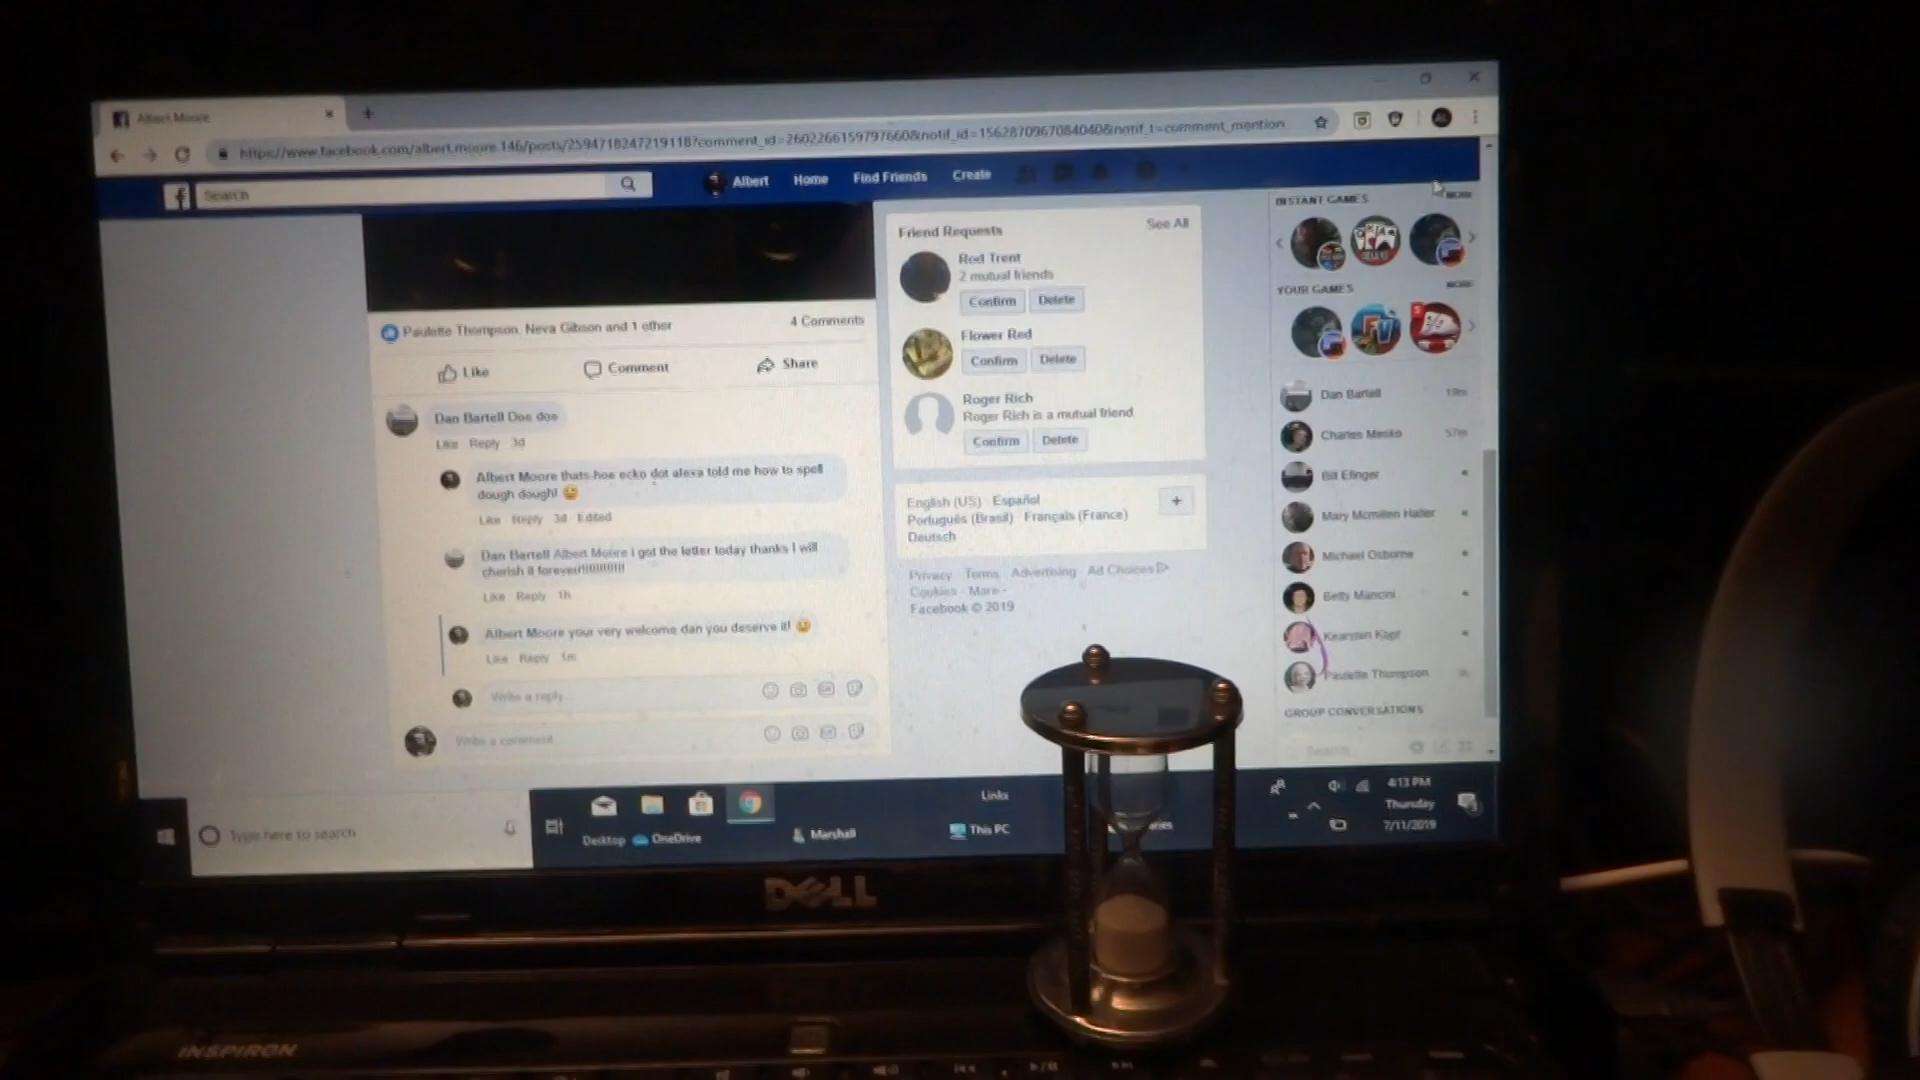 Albert Moore
https://www.facebook.com/albert.moore.146/posts/2594718247219118?comment_id=2602266159797660&notif_id=1562870967084040&notif_t=comment_mention
Search
Albert Home Find Friends Create
Paulette Thompson, Neva Gibson and 1 other 4 Comments
Like Comment Share
Dan Bartell Doe doe
Like Reply 3d
Albert Moore thats hoe ecko dot alexa told me how to spell
dough dough!
Like Reply 3d Edited
Dan Bartell Albert Moore I got the letter today thanks I will
Like Reply 1h
Albert Moore your very welcome dan you deserve it!
Like Reply 1m
Write a reply...
Write a comment...
Friend Requests See All
Rod Trent
2 mutual friends
Confirm Delete
Flower Red
Confirm Delete
Roger Rich
Roger Rich is a mutual friend.
Confirm Delete
English (US) · Español
Português (Brasil) · Français (France)
Deutsch
Privacy · Terms · Advertising · Ad Choices
Cookies · More
Facebook © 2019
INSTANT GAMES MORE
YOUR GAMES MORE
Dan Bartell 19m
Charles Mesko 57m
Bill Efinger
Mary Mcmillen Haller
Michael Osborne
Betty Mancini
Kearsten Kopf
Paulette Thompson
GROUP CONVERSATIONS
Search
Type here to search
Desktop OneDrive
Marshall
Links
This PC
4:13 PM
Thursday
7/11/2019
DELL
INSPIRON